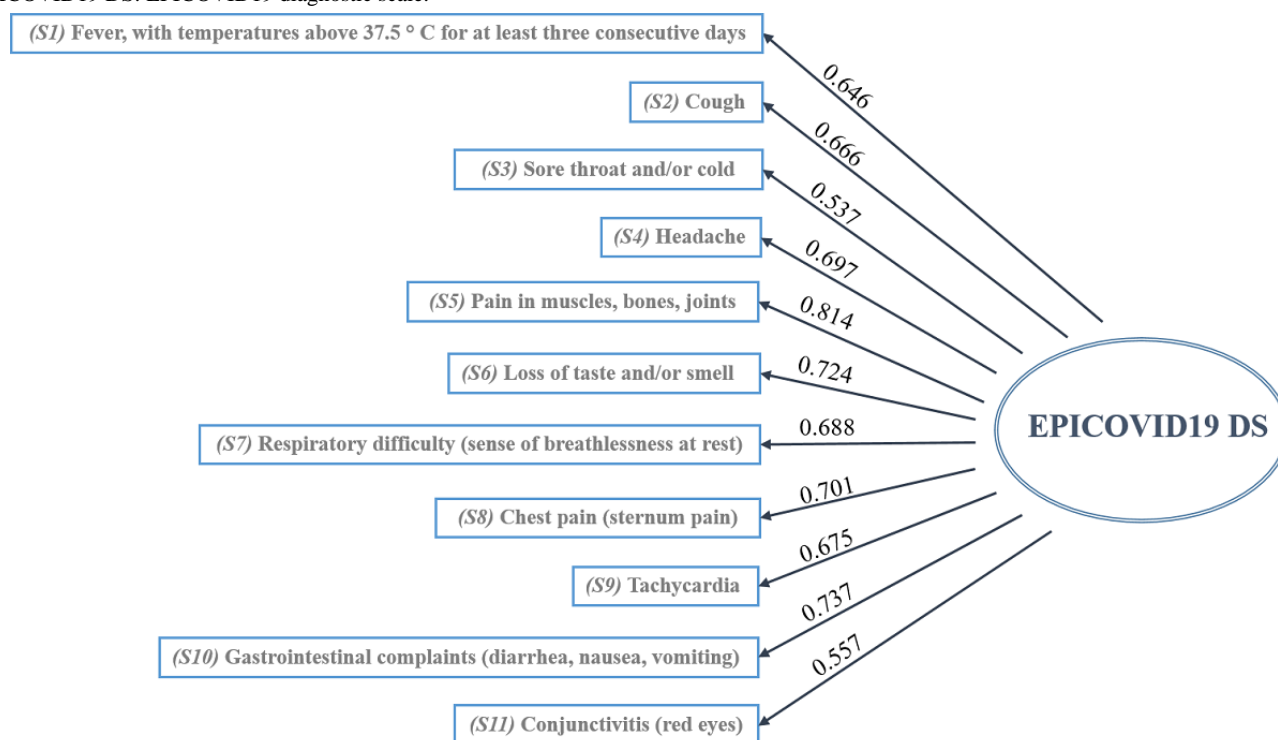 EPICOVID19 diagnostic scale.
(S1) Fever, with temperatures above 37.5 ° C for at least three consecutive days
0.646
(S2) Cough
0.666
(S3) Sore throat and/or cold
0.537
(S4) Headache
0.697
(S5) Pain in muscles, bones, joints
0.814
(S6) Loss of taste and/or smell
0.724
EPICOVID19 DS
(S7) Respiratory difficulty (sense of breathlessness at rest)
0.688
(S8) Chest pain (sternum pain)
0.701
(S9) Tachycardia
0.675
(S10) Gastrointestinal complaints (diarrhea, nausea, vomiting)
0.737
(S11) Conjunctivitis (red eyes)
0.557